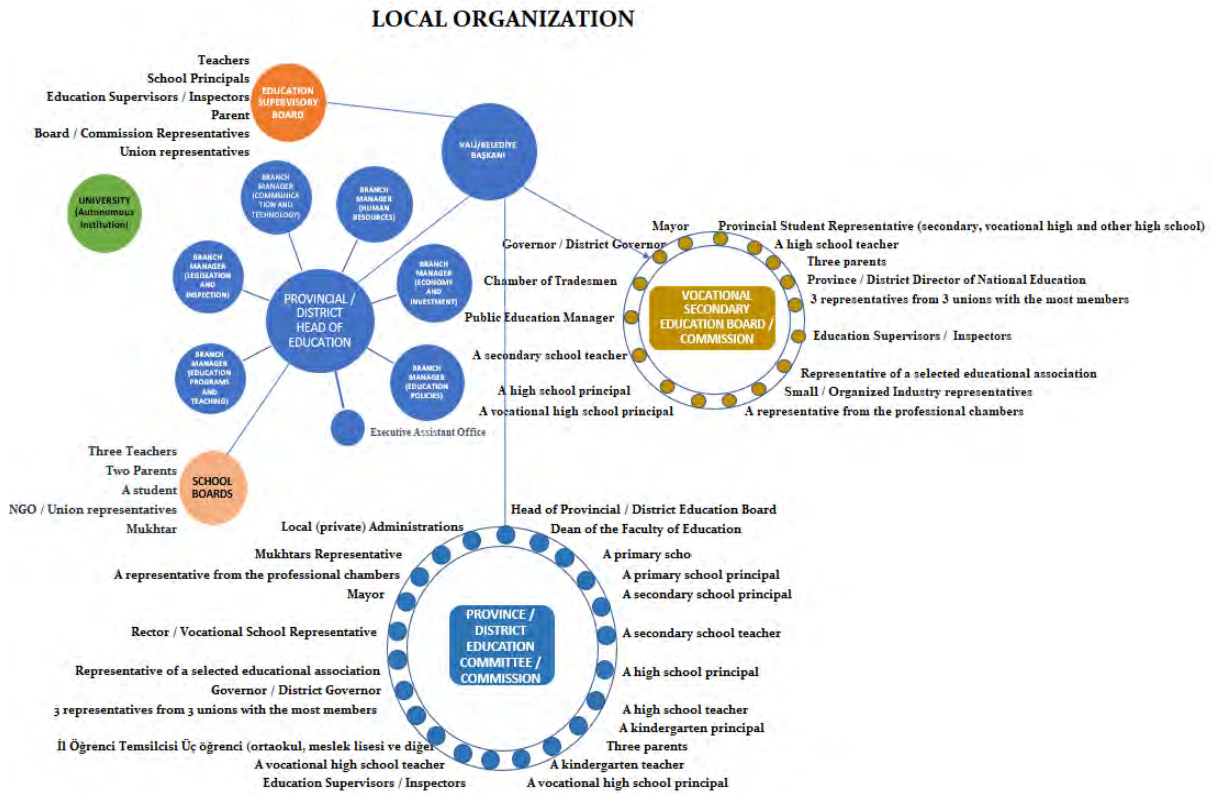 LOCAL ORGANIZATION
Teachers
School Principals
Education Supervisors / Inspectors
Parent
Board / Commission Representatives
Union representatives
EDUCATION
SUPERVISORY
BOARD
VALİ/BELEDİYE
BAŞKANI
UNIVERSITY
(Autonomous
Institution)
BRANCH
MANAGER
(COMMUNICA
TION AND
TECHNOLOGY)
BRANCH
MANAGER
(HUMAN
RESOURCES)
BRANCH
MANAGER
(LEGISLATION
AND
INSPECTION)
PROVINCIAL /
DISTRICT
HEAD OF
EDUCATION
BRANCH
MANAGER
(ECONOMY
AND
INVESTMENT)
BRANCH
MANAGER
(EDUCATION
PROGRAMS
AND
TEACHING)
BRANCH
MANAGER
(EDUCATION
POLICIES)
Executive Assistant Office
Three Teachers
Two Parents
A student
NGO / Union representatives
Mukhtar
SCHOOL
BOARDS
Mayor
Governor / District Governor
Chamber of Tradesmen
Public Education Manager
A secondary school teacher
A high school principal
A vocational high school principal
VOCATIONAL
SECONDARY
EDUCATION BOARD /
COMMISSION
Provincial Student Representative (secondary, vocational high and other high school)
A high school teacher
Three parents
Province / District Director of National Education
3 representatives from 3 unions with the most members
Education Supervisors / Inspectors
Representative of a selected educational association
Small / Organized Industry representatives
A representative from the professional chambers
Local (private) Administrations
Mukhtars Representative
A representative from the professional chambers
Mayor
Rector / Vocational School Representative
Representative of a selected educational association
Governor / District Governor
3 representatives from 3 unions with the most members
İl Öğrenci Temsilcisi Üç öğrenci (ortaokul, meslek lisesi ve diğer
A vocational high school teacher
Education Supervisors / Inspectors
PROVINCE /
DISTRICT
EDUCATION
COMMITTEE /
COMMISSION
Head of Provincial / District Education Board
Dean of the Faculty of Education
A primary scho
A primary school principal
A secondary school principal
A secondary school teacher
A high school principal
A high school teacher
A kindergarten principal
Three parents
A kindergarten teacher
A vocational high school principal